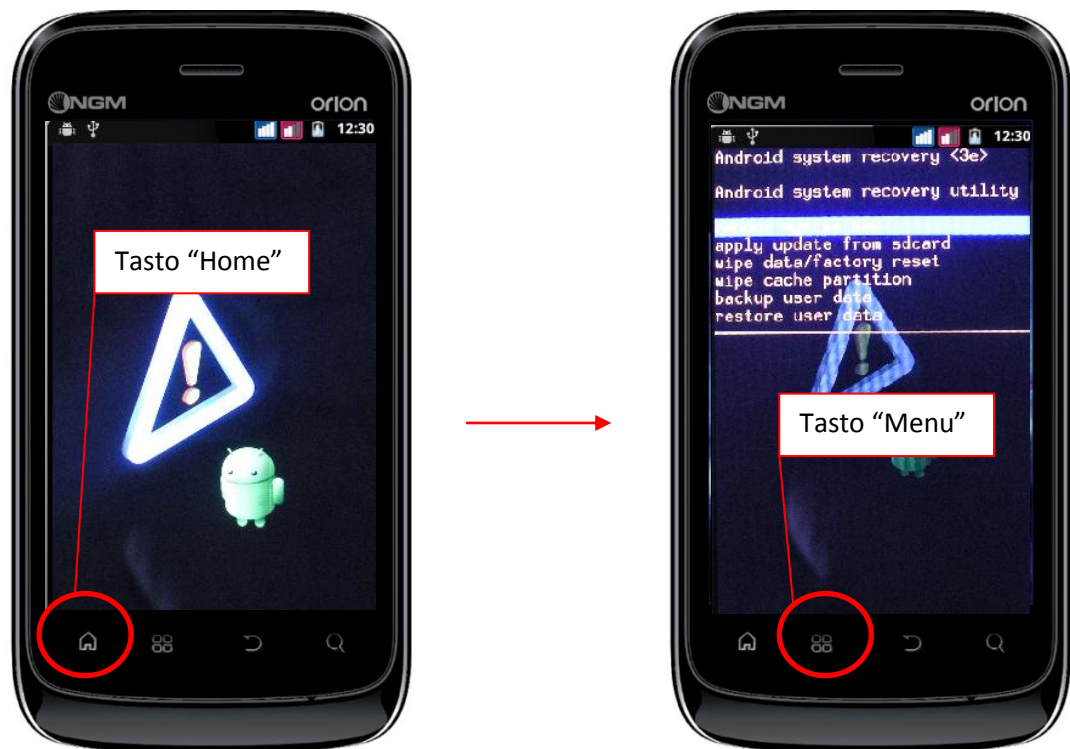 NGM
orion
12:30
Tasto “Home”
NGM
orion
12:30
Android system recovery <3e>
Android system recovery utility
apply update from sdcard
wipe data/factory reset
wipe cache partition
backup user data
restore user data
Tasto “Menu”